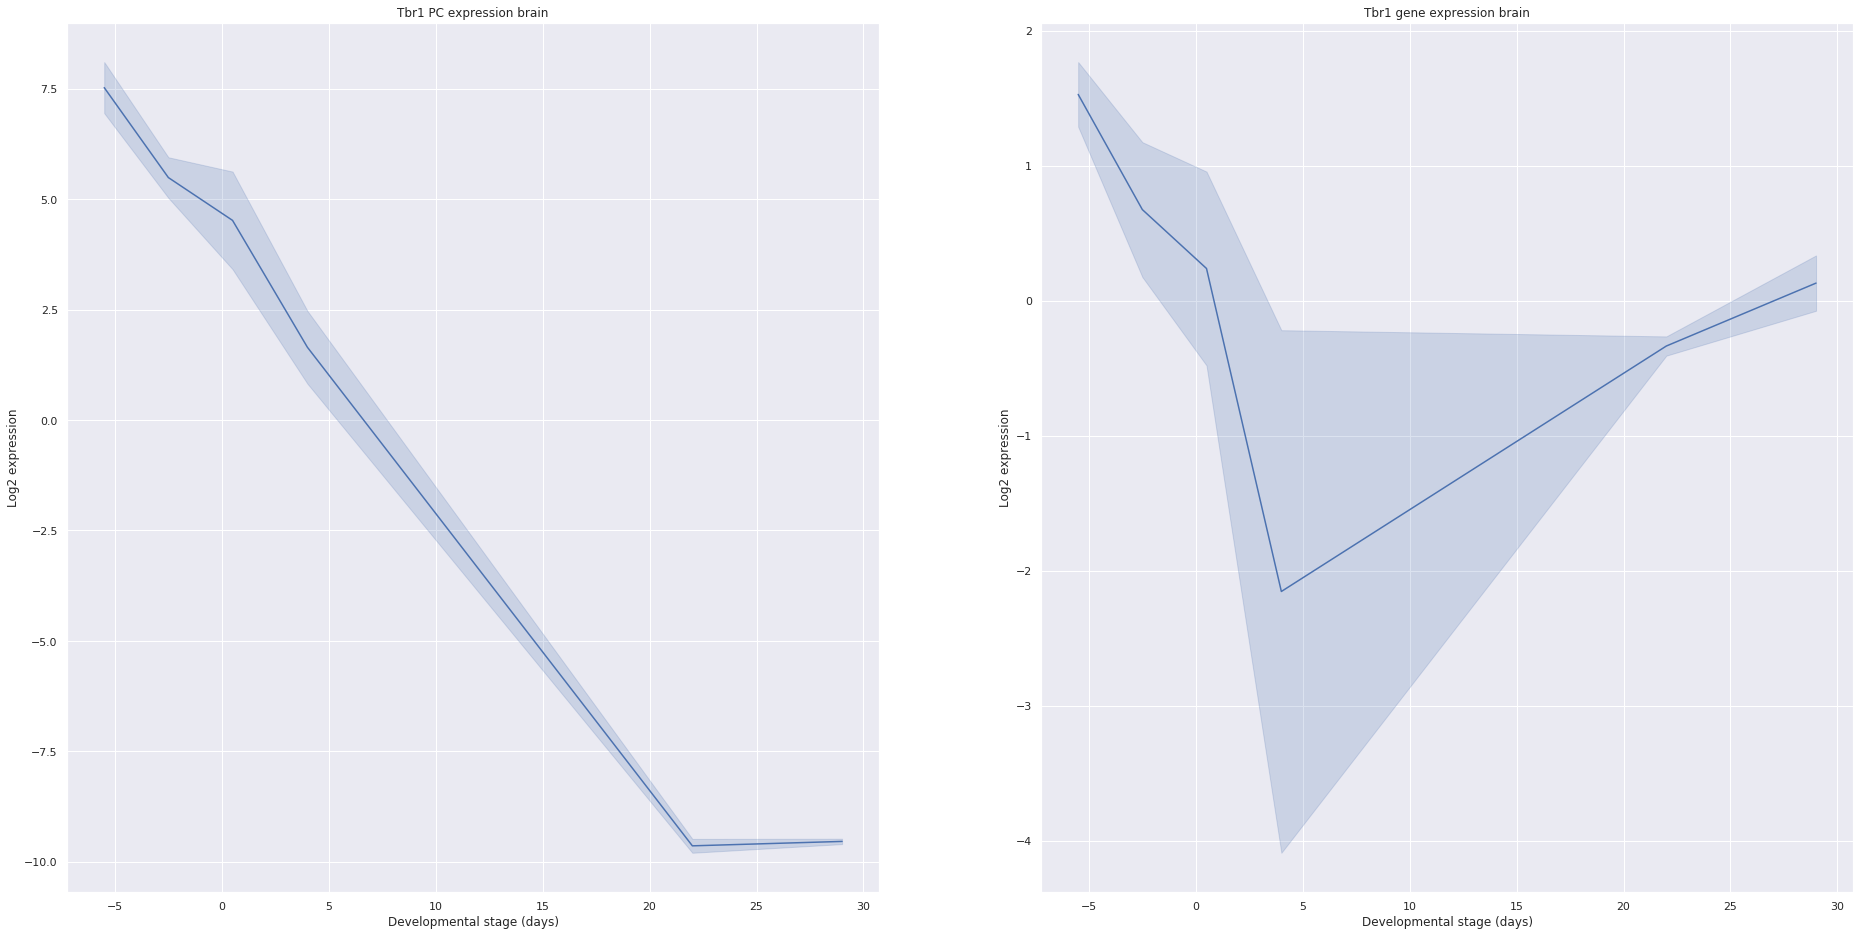 Tbr1 PC expression brain
Log2 expression
7.5
5.0
2.5
0.0
−2.5
−5.0
−7.5
−10.0
−5 0 5 10 15 20 25 30
Developmental stage (days)
Tbr1 gene expression brain
Log2 expression
2
1
0
−1
−2
−3
−4
−5 0 5 10 15 20 25 30
Developmental stage (days)